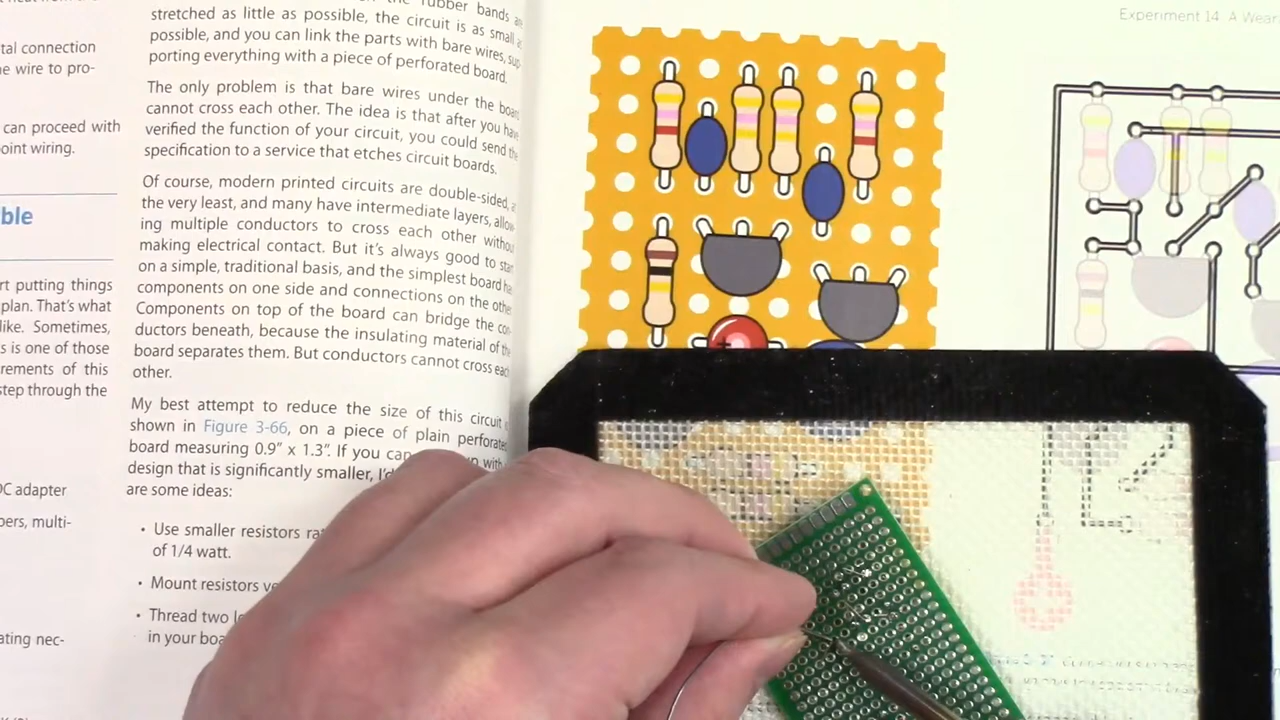 Experiment 14 A Wear
tal connection
e wire to pro-
can proceed with
oint wiring.
ble
rt putting things
plan. That's what
like. Sometimes,
s is one of those
rements of this
step through the
DC adapter
pers, multi-
ating nec-
rubber bands are
stretched as little as possible, the circuit is as small as
possible, and you can link the parts with bare wires, sup-
porting everything with a piece of perforated board.
The only problem is that bare wires under the board
cannot cross each other. The idea is that after you have
verified the function of your circuit, you could send the
specification to a service that etches circuit boards.
Of course, modern printed circuits are double-sided, a
the very least, and many have intermediate layers, allow-
ing multiple conductors to cross each other without
making electrical contact. But it's always good to start
on a simple, traditional basis, and the simplest board has
components on one side and connections on the other.
Components on top of the board can bridge the con-
ductors beneath, because the insulating material of the
board separates them. But conductors cannot cross each
other.
My best attempt to reduce the size of this circuit is
shown in Figure 3-66, on a piece of plain perforated
board measuring 0.9" x 1.3". If you can with
design that is significantly smaller, I'd
are some ideas:
• Use smaller resistors
of 1/4 watt.
• Mount resistors
• Thread two
in your